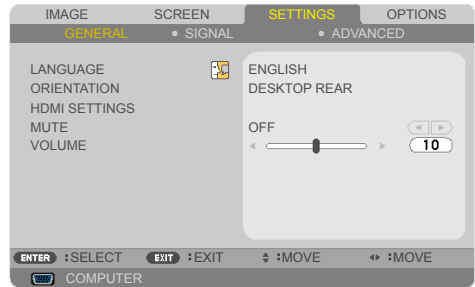 IMAGE SCREEN SETTINGS OPTIONS
GENERAL • SIGNAL • ADVANCED
LANGUAGE ENGLISH
ORIENTATION DESKTOP REAR
HDMI SETTINGS
MUTE OFF
VOLUME 10
ENTER :SELECT EXIT :EXIT :MOVE :MOVE
COMPUTER